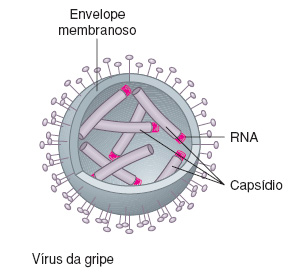 Envelope
membranoso
RNA
Capsídio
Vírus da gripe